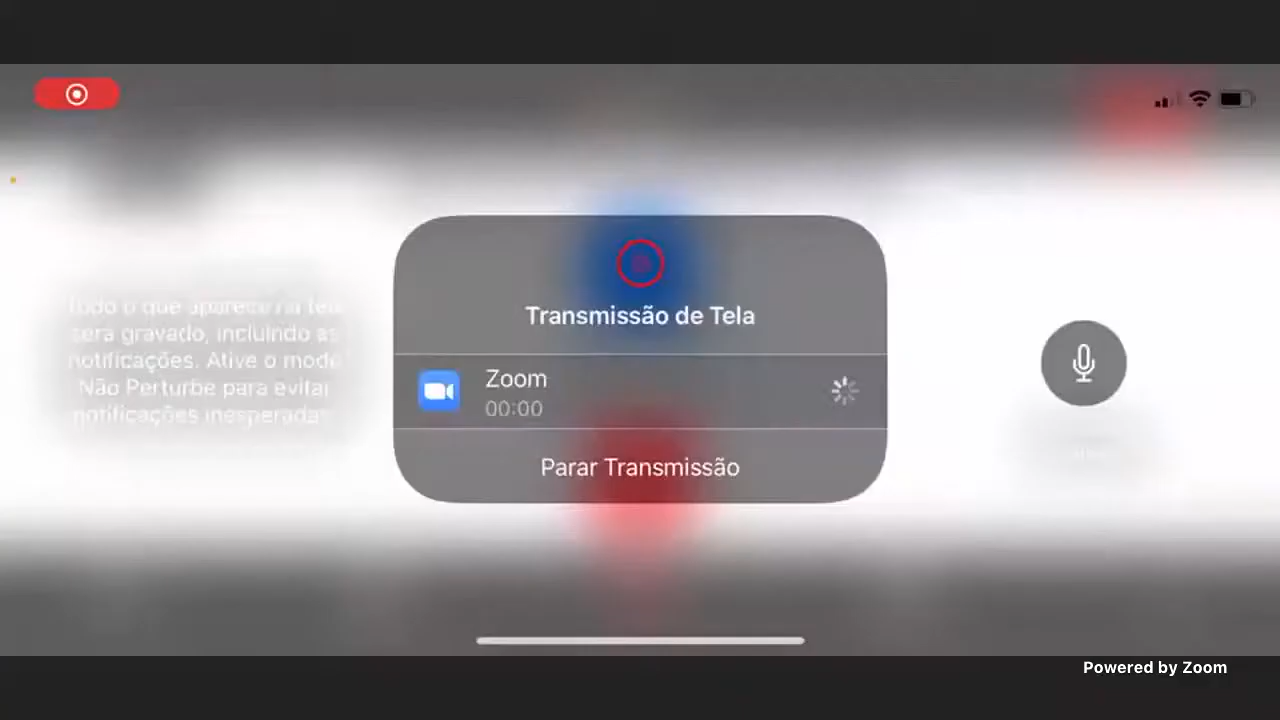 Transmissão de Tela
Tudo o que aparece na tela
será gravado, incluindo as
notificações. Ative o modo
Não Perturbe para evitar
notificações inesperadas.
Zoom
00:00
Parar Transmissão
Powered by Zoom